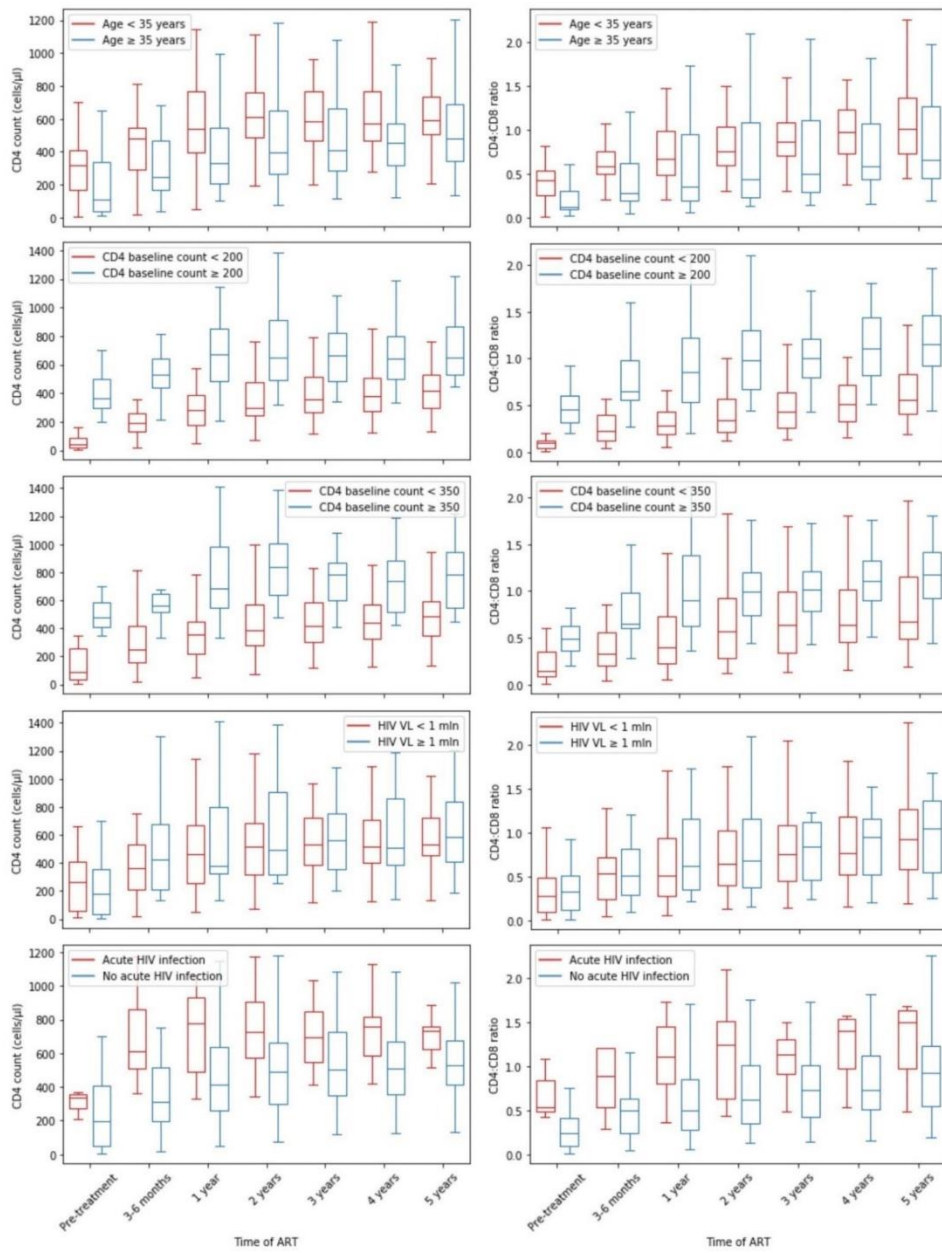 Age < 35 years
Age ≥ 35 years
CD4 count (cells/µl)
1200
1000
800
600
400
200
0
Age < 35 years
Age ≥ 35 years
CD4:CD8 ratio
2.0
1.5
1.0
0.5
0.0
CD4 baseline count < 200
CD4 baseline count ≥ 200
CD4 count (cells/µl)
1400
1200
1000
800
600
400
200
0
CD4 baseline count < 200
CD4 baseline count ≥ 200
CD4:CD8 ratio
2.0
1.5
1.0
0.5
0.0
CD4 baseline count < 350
CD4 baseline count ≥ 350
CD4 count (cells/µl)
1400
1200
1000
800
600
400
200
0
CD4 baseline count < 350
CD4 baseline count ≥ 350
CD4:CD8 ratio
2.0
1.5
1.0
0.5
0.0
HIV VL < 1 mln
HIV VL ≥ 1 mln
CD4 count (cells/µl)
1400
1200
1000
800
600
400
200
0
HIV VL < 1 mln
HIV VL ≥ 1 mln
CD4:CD8 ratio
2.0
1.5
1.0
0.5
0.0
Acute HIV infection
No acute HIV infection
CD4 count (cells/µl)
1200
1000
800
600
400
200
0
Pre-treatment
3-6 months
1 year
2 years
3 years
4 years
5 years
Time of ART
Acute HIV infection
No acute HIV infection
CD4:CD8 ratio
2.0
1.5
1.0
0.5
0.0
Pre-treatment
3-6 months
1 year
2 years
3 years
4 years
5 years
Time of ART